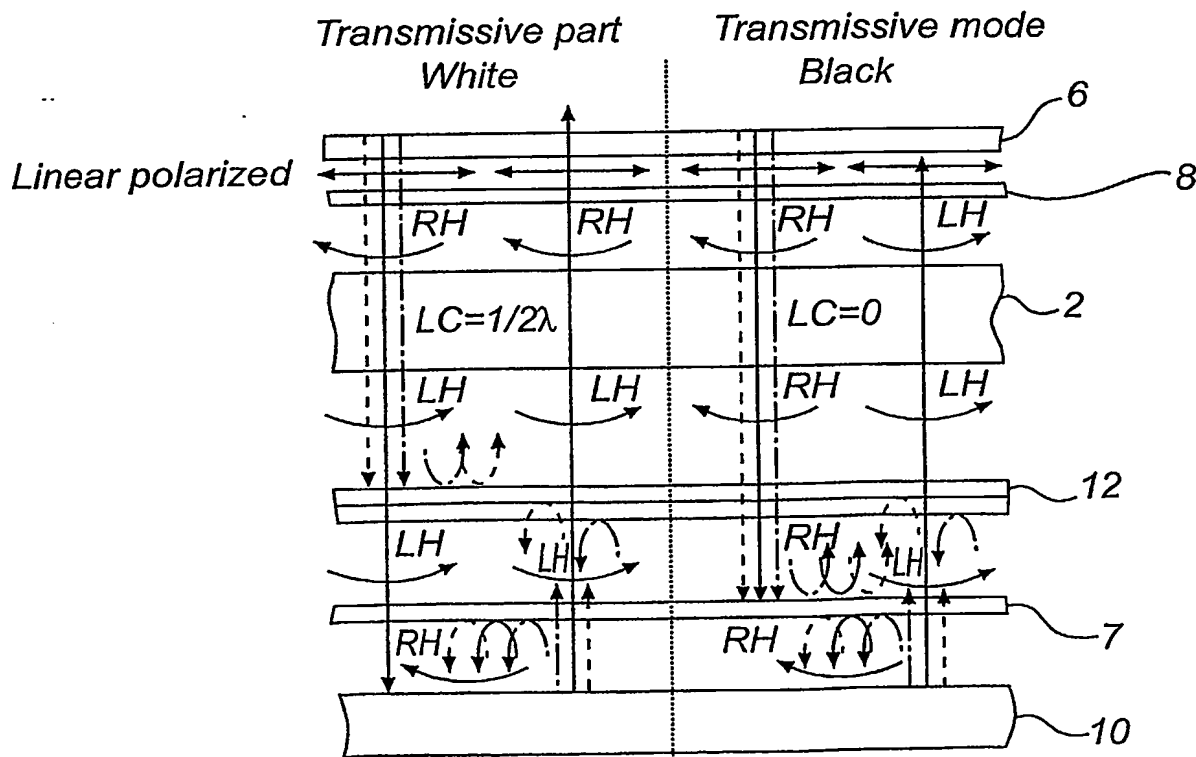 Transmissive part
White
Transmissive mode
Black
6
Linear polarized
8
RH RH RH LH
LC=1/2λ LC=0
2
LH LH RH LH
12
LH LH RH LH
7
RH RH
10